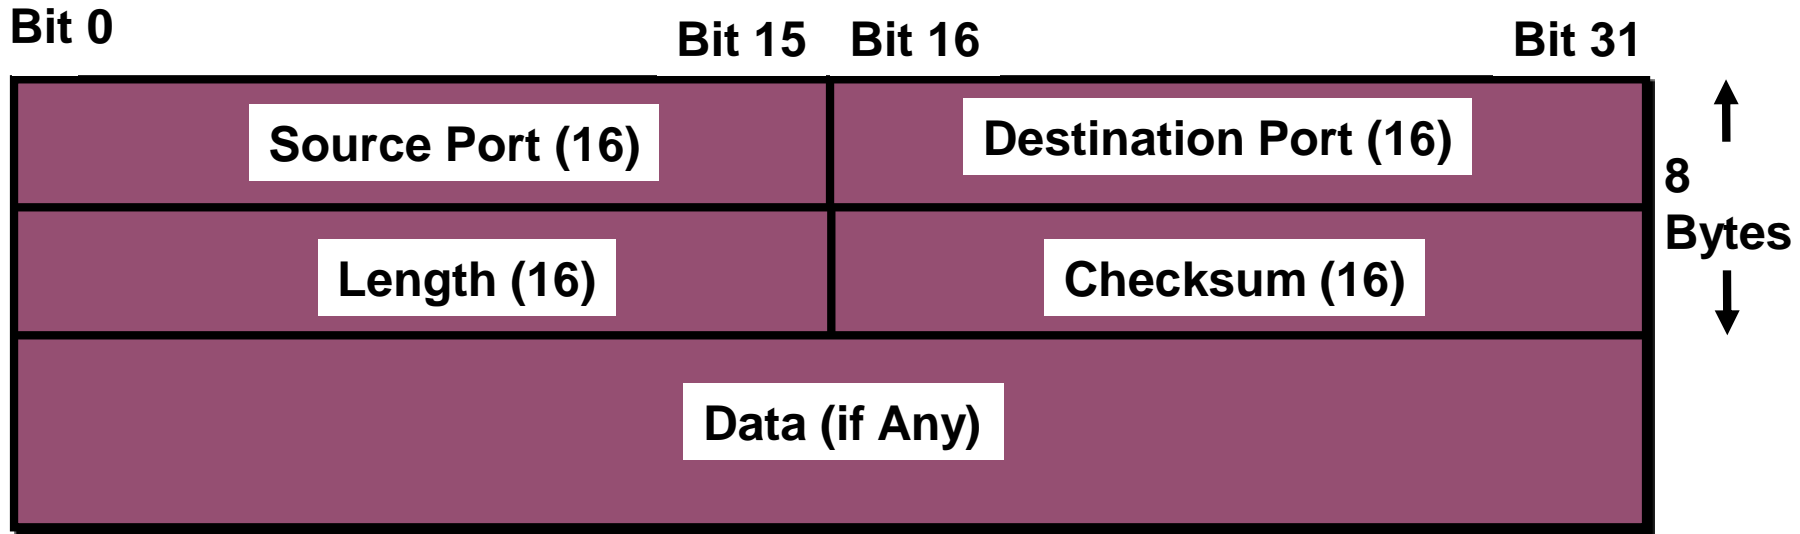 Bit 0
Bit 15
Bit 16
Bit 31
Source Port (16)
Destination Port (16)
8
Bytes
Length (16)
Checksum (16)
Data (if Any)